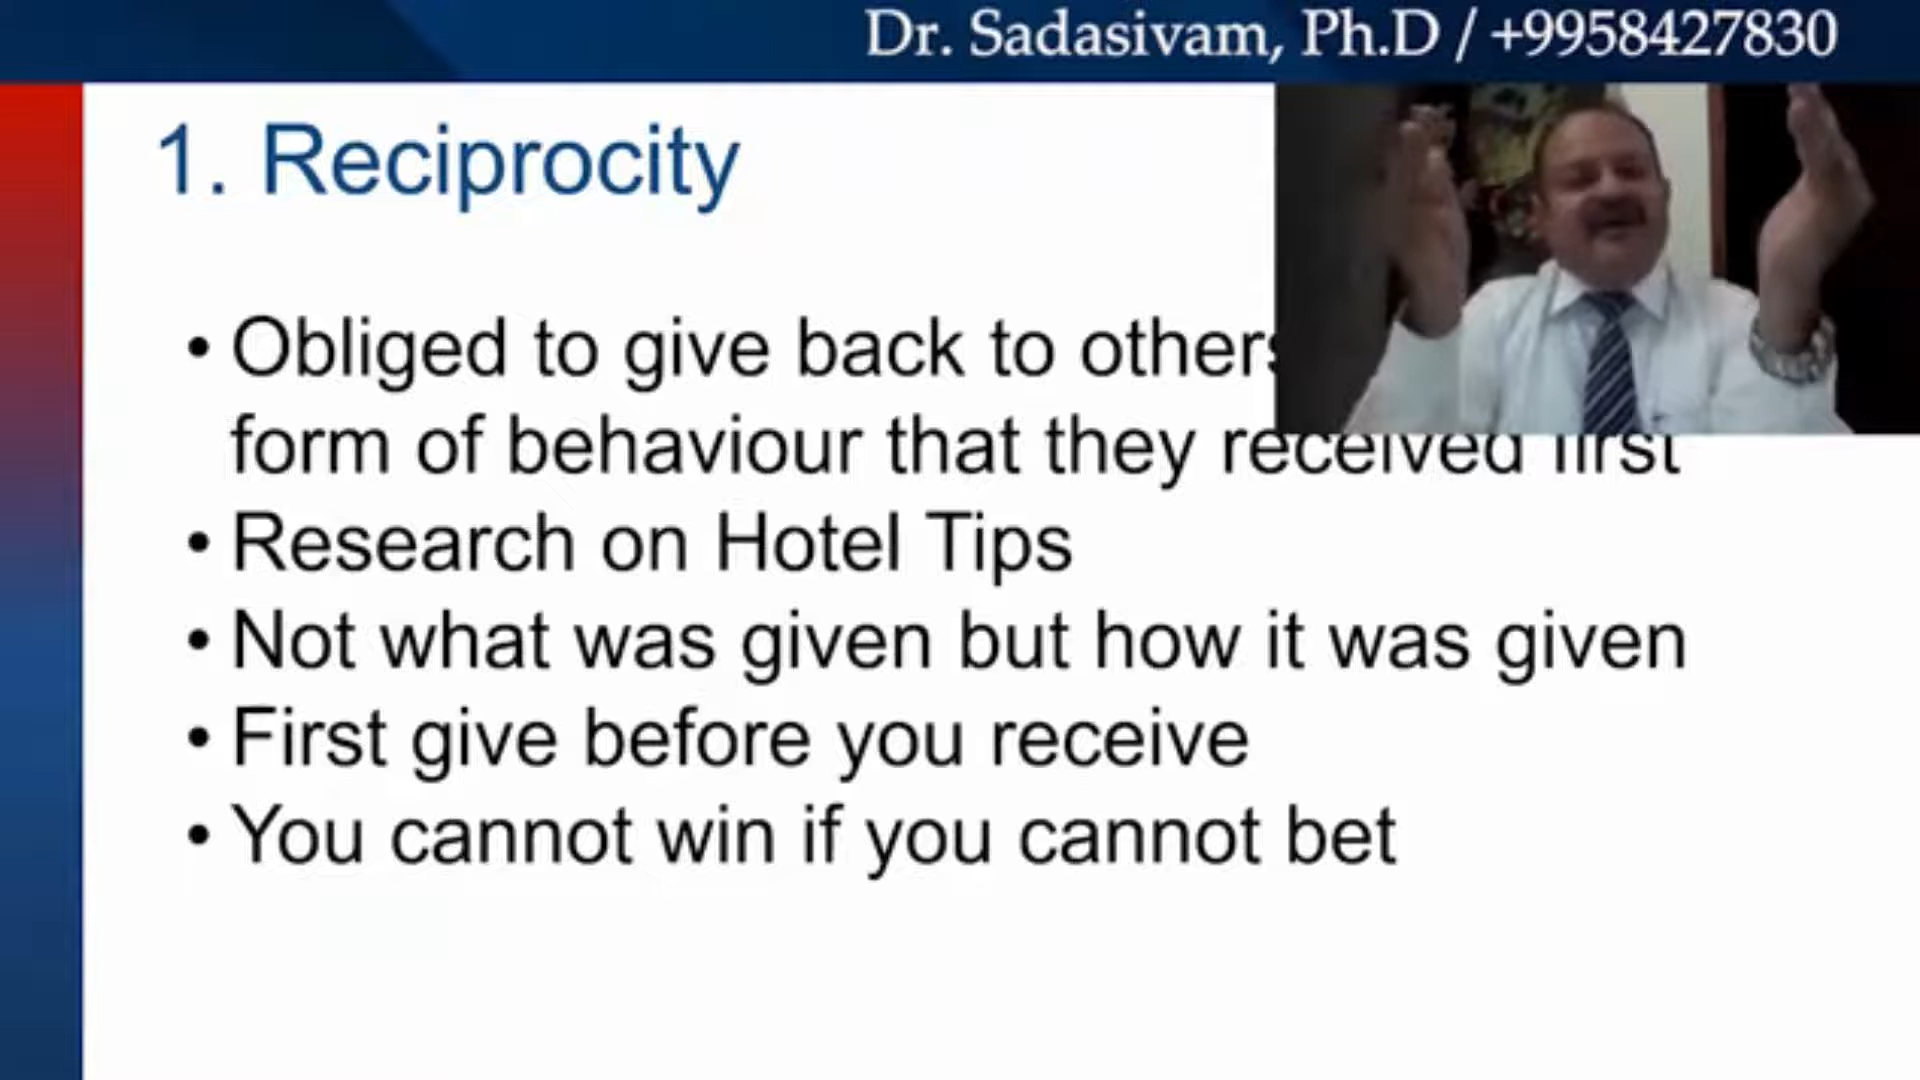 Dr. Sadasivam, Ph.D / +9958427830
1. Reciprocity
• Obliged to give back to others
form of behaviour that they received first
• Research on Hotel Tips
• Not what was given but how it was given
• First give before you receive
• You cannot win if you cannot bet